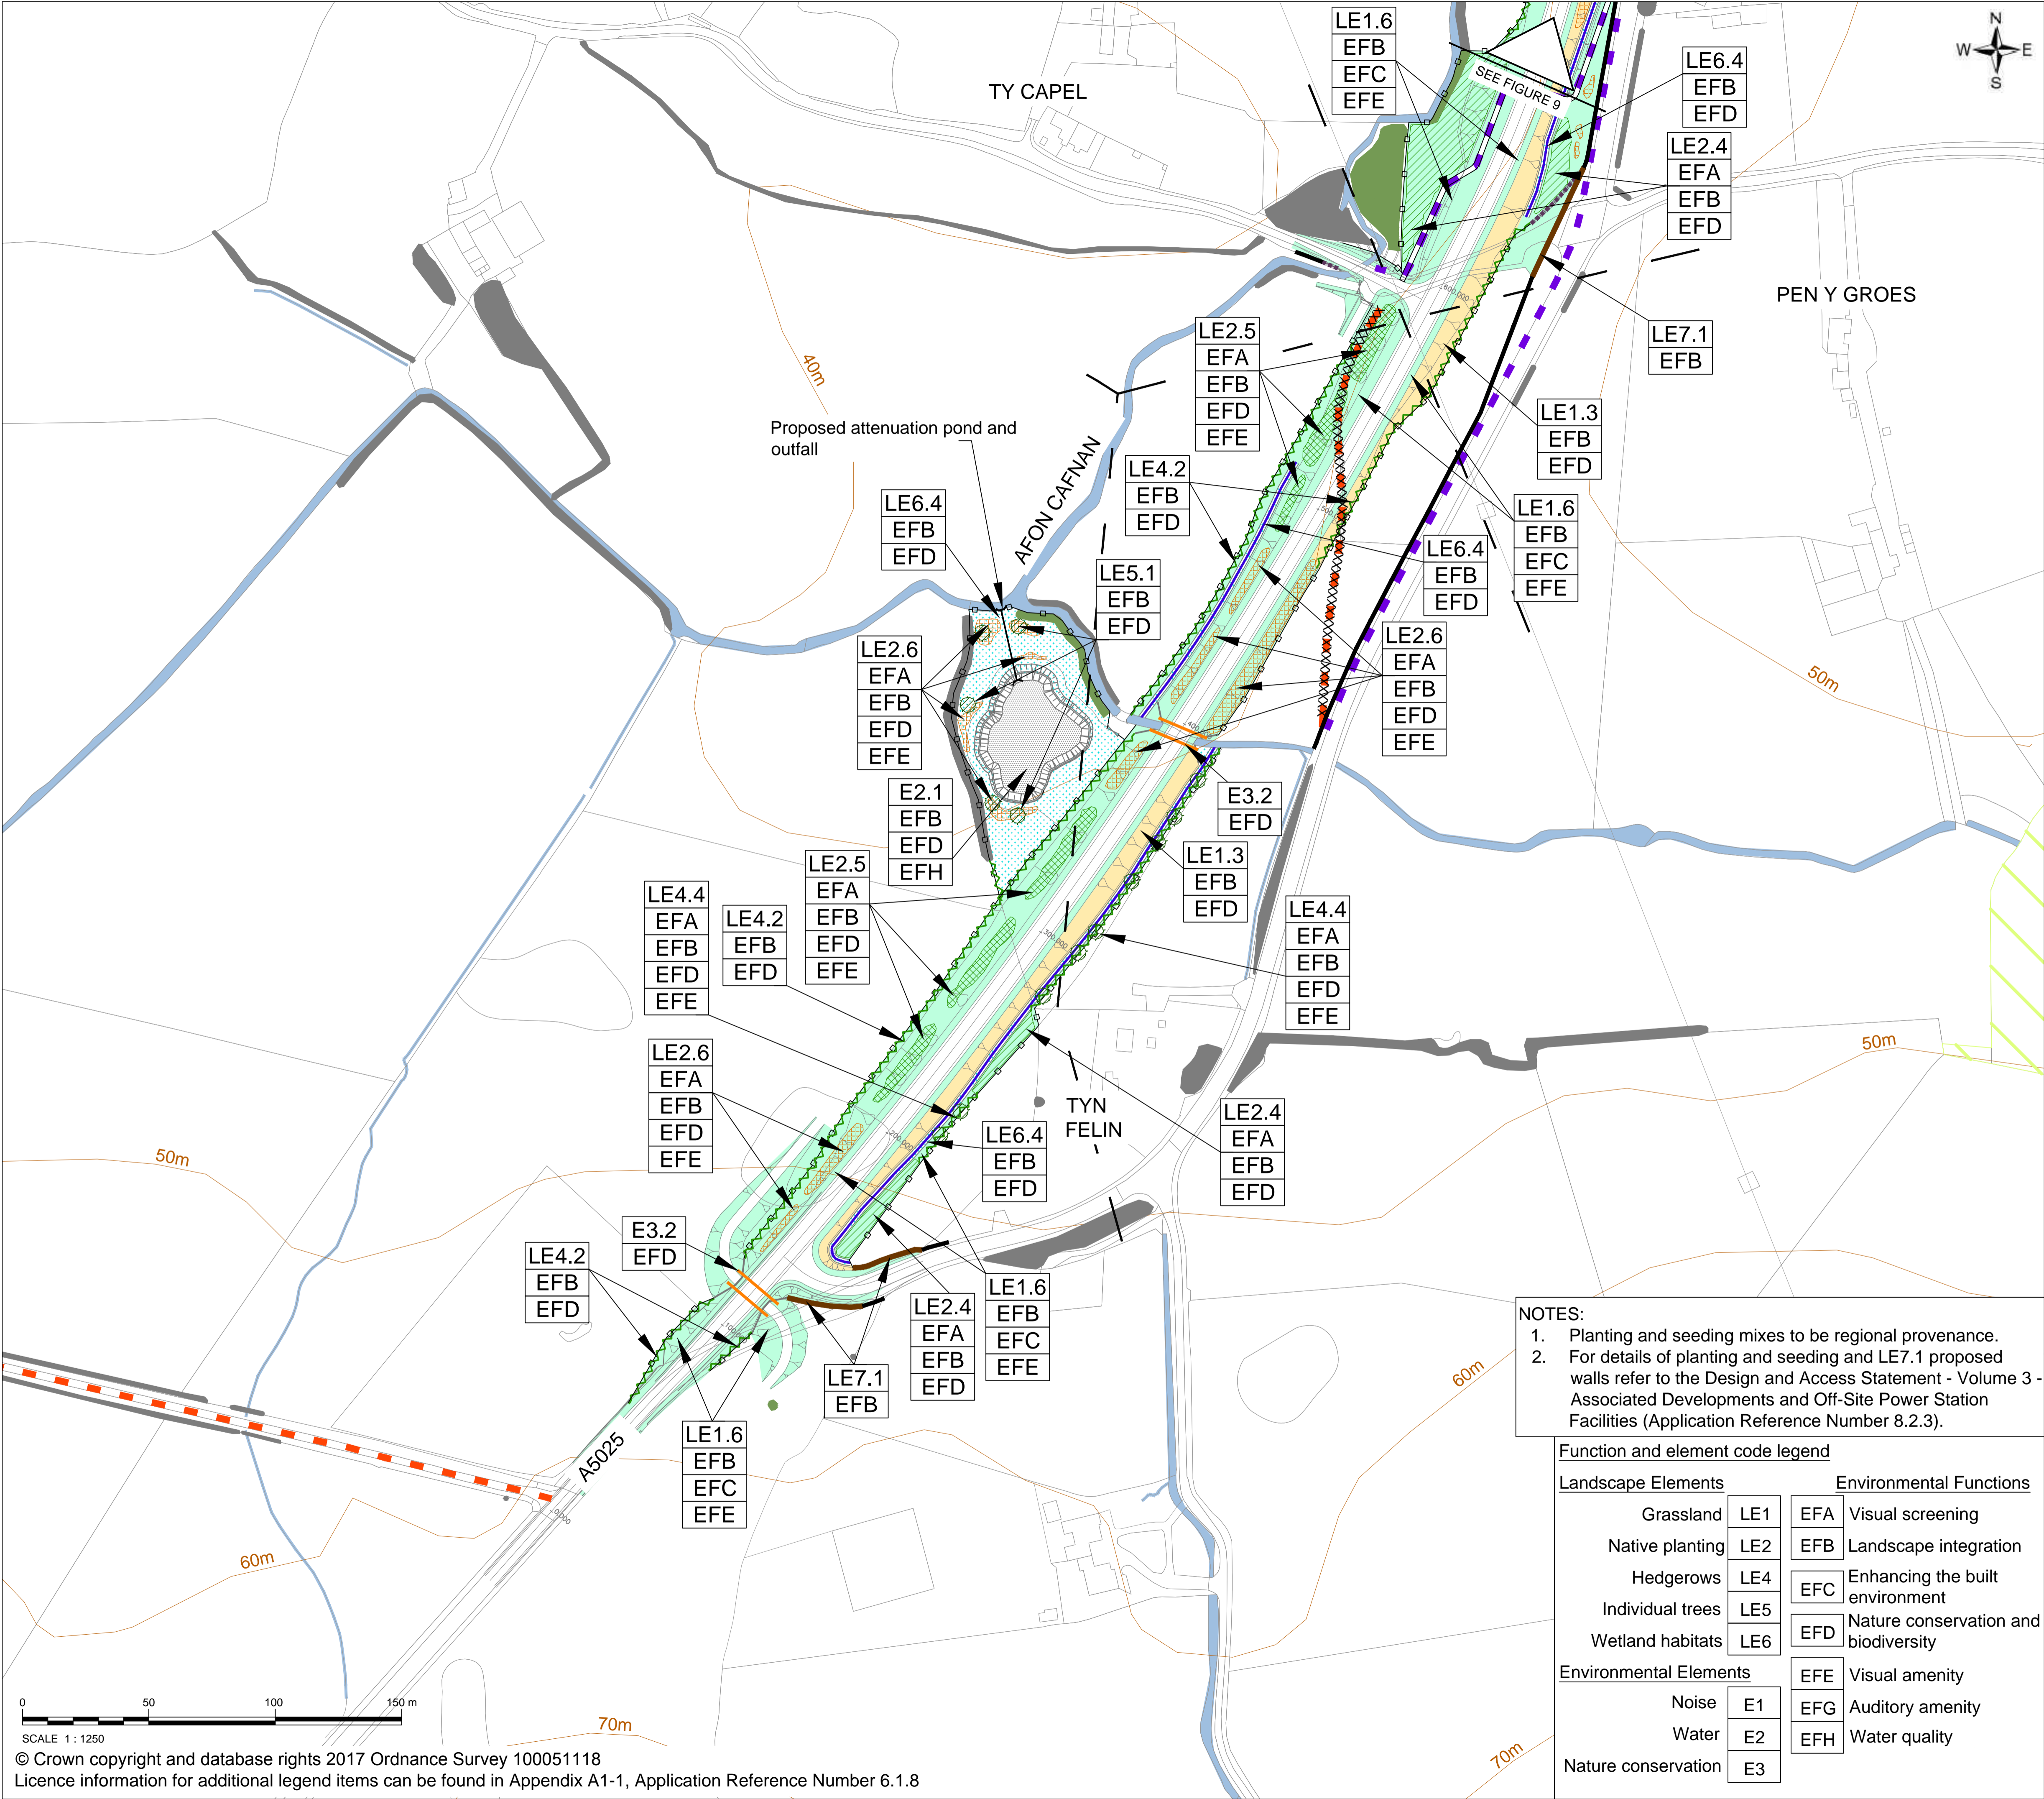 N
W
E
S
TY CAPEL
LE1.6
EFB
EFC
EFE
SEE FIGURE 9
LE6.4
EFB
EFD
LE2.4
EFA
EFB
EFD
PEN Y GROES
600.000
LE7.1
EFB
LE2.5
EFA
EFB
EFD
EFE
40m
LE1.3
EFB
EFD
Proposed attenuation pond and
outfall
AFON CAFNAN
LE4.2
EFB
EFD
LE6.4
EFB
EFD
LE1.6
EFB
EFC
EFE
LE6.4
EFB
EFD
LE5.1
EFB
EFD
LE2.6
EFA
EFB
EFD
EFE
LE2.6
EFA
EFB
EFD
EFE
50m
E2.1
EFB
EFD
EFH
E3.2
EFD
LE1.3
EFB
EFD
LE2.5
EFA
EFB
EFD
EFE
LE4.4
EFA
EFB
EFD
EFE
LE4.2
EFB
EFD
LE4.4
EFA
EFB
EFD
EFE
300.000
50m
LE2.6
EFA
EFB
EFD
EFE
TYN
FELIN
LE2.4
EFA
EFB
EFD
200.000
LE6.4
EFB
EFD
50m
E3.2
EFD
LE4.2
EFB
EFD
LE1.6
EFB
EFC
EFE
LE2.4
EFA
EFB
EFD
LE7.1
EFB
LE1.6
EFB
EFC
EFE
A5025
0.000
60m
60m
70m
70m
NOTES:
1. Planting and seeding mixes to be regional provenance.
2. For details of planting and seeding and LE7.1 proposed
walls refer to the Design and Access Statement - Volume 3 -
Associated Developments and Off-Site Power Station
Facilities (Application Reference Number 8.2.3).
Function and element code legend
Landscape Elements
Grassland LE1
Native planting LE2
Hedgerows LE4
Individual trees LE5
Wetland habitats LE6
Environmental Elements
Noise E1
Water E2
Nature conservation E3
Environmental Functions
EFA Visual screening
EFB Landscape integration
EFC Enhancing the built
environment
EFD Nature conservation and
biodiversity
EFE Visual amenity
EFG Auditory amenity
EFH Water quality
0 50 100 150 m
SCALE 1 : 1250
© Crown copyright and database rights 2017 Ordnance Survey 100051118
Licence information for additional legend items can be found in Appendix A1-1, Application Reference Number 6.1.8